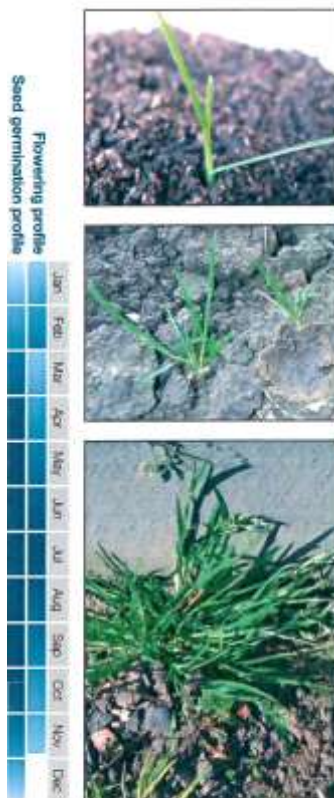 Jan Feb Mar Apr May Jun Jul Aug Sep Oct Nov Dec
Flowering profile
Seed germination profile